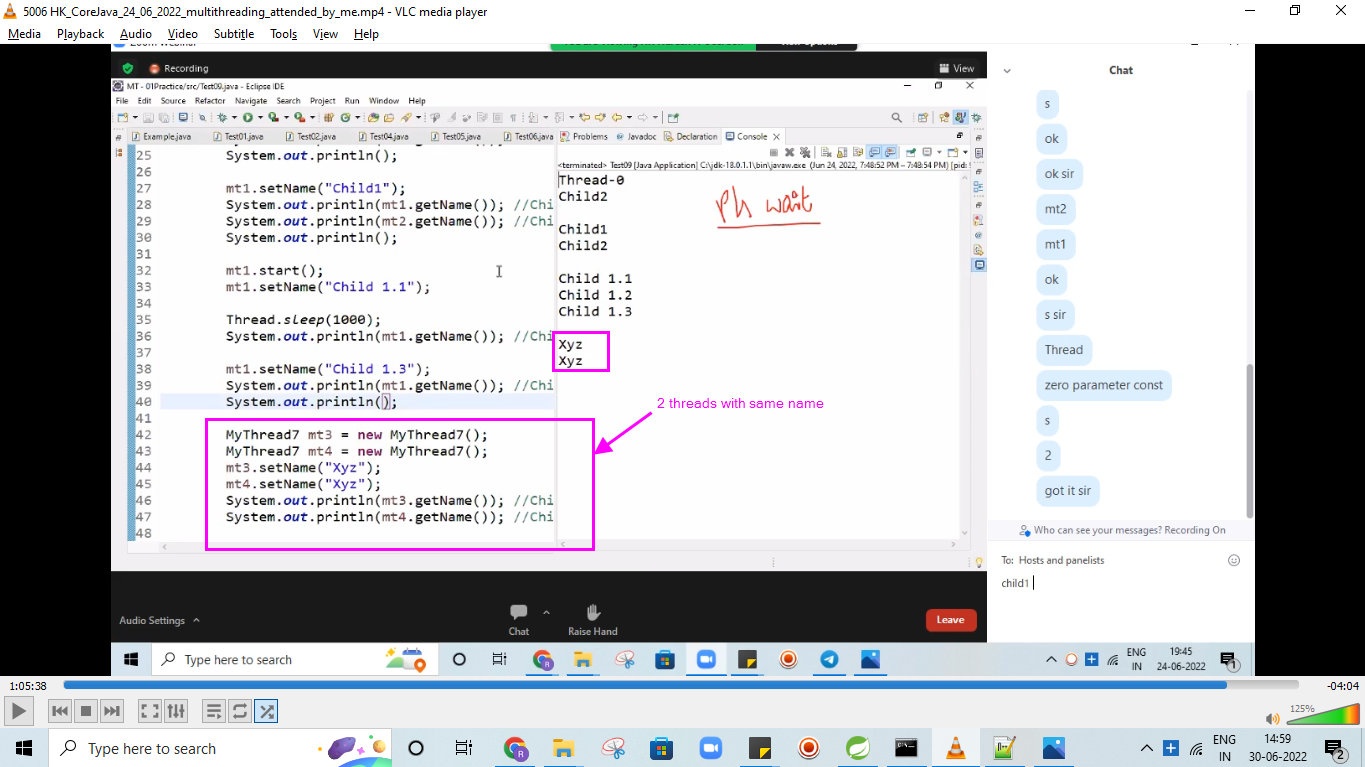 5006 HK_CoreJava_24_06_2022_multithreading_attended_by_me.mp4 - VLC media player
Media Playback Audio Video Subtitle Tools View Help
Recording
View
MT - 01Practice/src/Test09.java - Eclipse IDE
File Edit Source Refactor Navigate Search Project Run Window Help
Example.java Test01.java Test02.java Test04.java Test05.java Test06.java
Problems Javadoc Declaration Console
25 System.out.println();
26
27 mt1.setName("Child1");
28 System.out.println(mt1.getName()); //Chi
29 System.out.println(mt2.getName()); //Chi
30 System.out.println();
31
32 mt1.start();
33 mt1.setName("Child 1.1");
34
35 Thread.sleep(1000);
36 System.out.println(mt1.getName()); //Chi
37
38 mt1.setName("Child 1.3");
39 System.out.println(mt1.getName()); //Chi
40 System.out.println();
41
42 MyThread7 mt3 = new MyThread7();
43 MyThread7 mt4 = new MyThread7();
44 mt3.setName("Xyz");
45 mt4.setName("Xyz");
46 System.out.println(mt3.getName()); //Chi
47 System.out.println(mt4.getName()); //Chi
48
<terminated> Test09 [Java Application] C:\jdk-18.0.1.1\bin\javaw.exe (Jun 24, 2022, 7:48:52 PM – 7:48:54 PM) [pid:
Thread-0
Child2
Child1
Child2
Child 1.1
Child 1.2
Child 1.3
Xyz
Xyz
wait
2 threads with same name
Chat
s
ok
ok sir
mt2
mt1
ok
s sir
Thread
zero parameter const
s
2
got it sir
Who can see your messages? Recording On
To: Hosts and panelists
child1
Audio Settings
Chat
Raise Hand
Leave
Type here to search
ENG
IN
19:45
24-06-2022
1
1:05:38
-04:04
125%
Type here to search
ENG
IN
14:59
30-06-2022
2